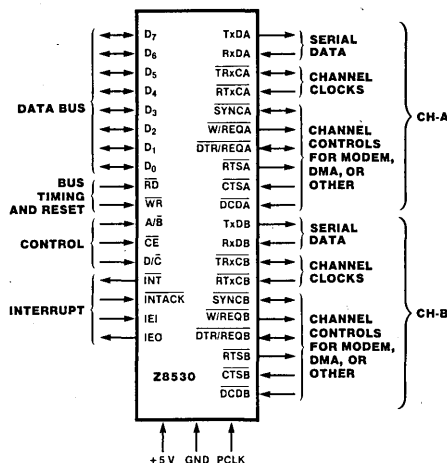 D7
D6
D5
D4
D3
D2
D1
D0
DATA BUS
RD
WR
BUS
TIMING
AND RESET
A/B
CE
D/C
CONTROL
INT
INTACK
IEI
IEO
INTERRUPT
TxDA
RxDA
SERIAL
DATA
TRxCA
RTxCA
CHANNEL
CLOCKS
SYNCA
W/REQA
DTR/REQA
RTSA
CTSA
DCDA
CHANNEL
CONTROLS
FOR MODEM,
DMA, OR
OTHER
CH-A
TxDB
RxDB
SERIAL
DATA
TRxCB
RTxCB
CHANNEL
CLOCKS
SYNCB
W/REQB
DTR/REQB
RTSB
CTSB
DCDB
CHANNEL
CONTROLS
FOR MODEM,
DMA, OR
OTHER
CH-B
Z8530
+5V GND PCLK